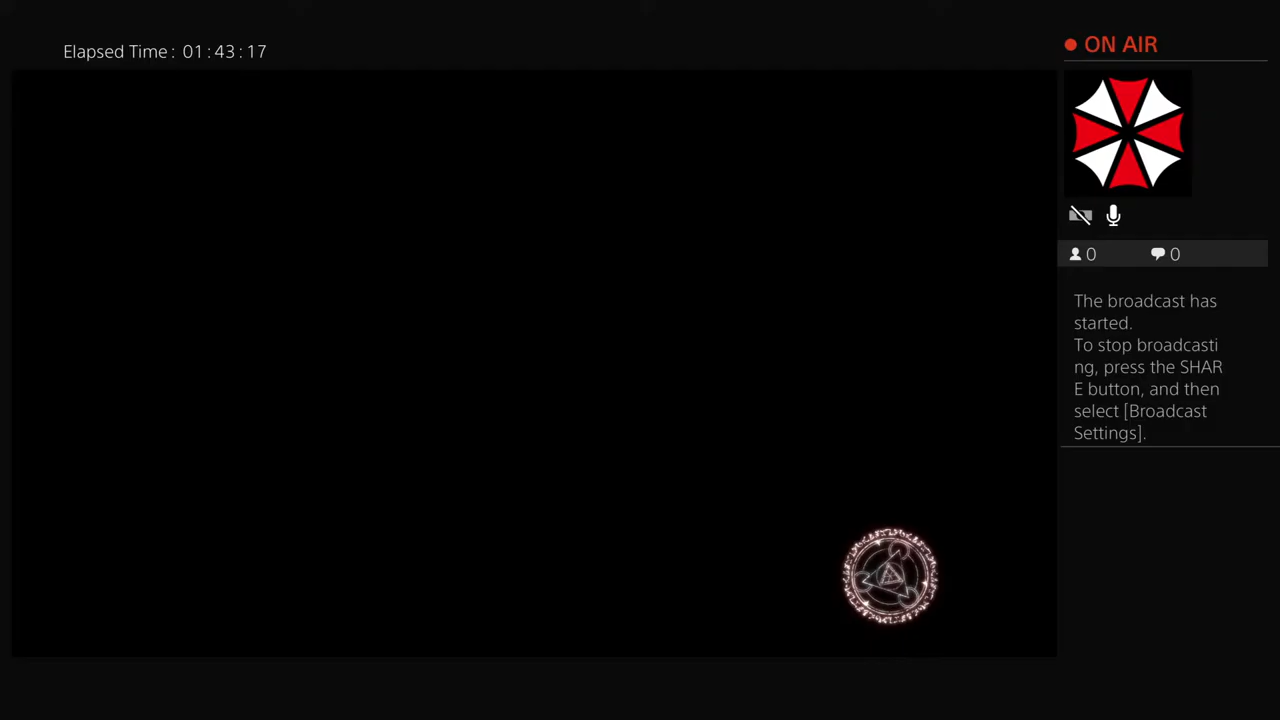 Elapsed Time: 01:43:17
ON AIR
0
0
The broadcast has
started.
To stop broadcasti
ng, press the SHAR
E button, and then
select [Broadcast
Settings].